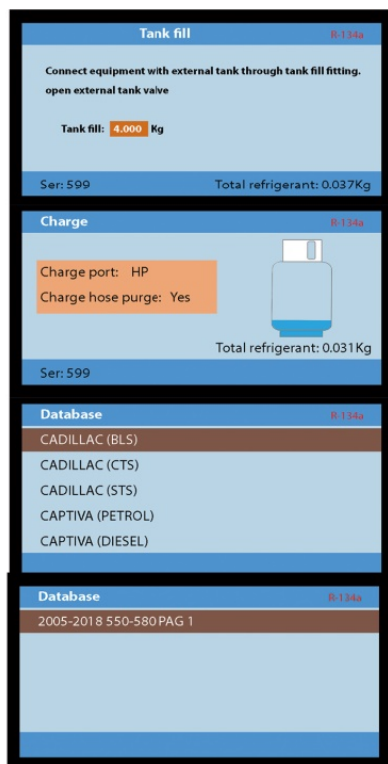 Tank fill R-134a
Connect equipment with external tank through tank fill fitting.
open external tank valve
Tank fill: 4.000 Kg
Ser: 599 Total refrigerant: 0.037Kg
Charge R-134a
Charge port: HP
Charge hose purge: Yes
Total refrigerant: 0.031Kg
Ser: 599
Database R-134a
CADILLAC (BLS)
CADILLAC (CTS)
CADILLAC (STS)
CAPTIVA (PETROL)
CAPTIVA (DIESEL)
Database R-134a
2005-2018 550-580 PAG 1